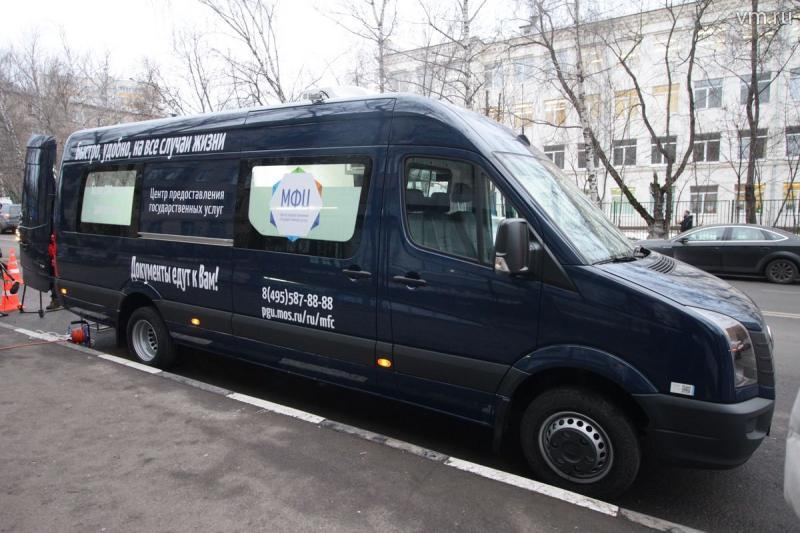 vm.ru
Быстро, удобно, на все случаи жизни
Центр предоставления
государственных услуг
МФЦ
Документы едут к Вам!
8(495)587-88-88
pgu.mos.ru/ru/mfc